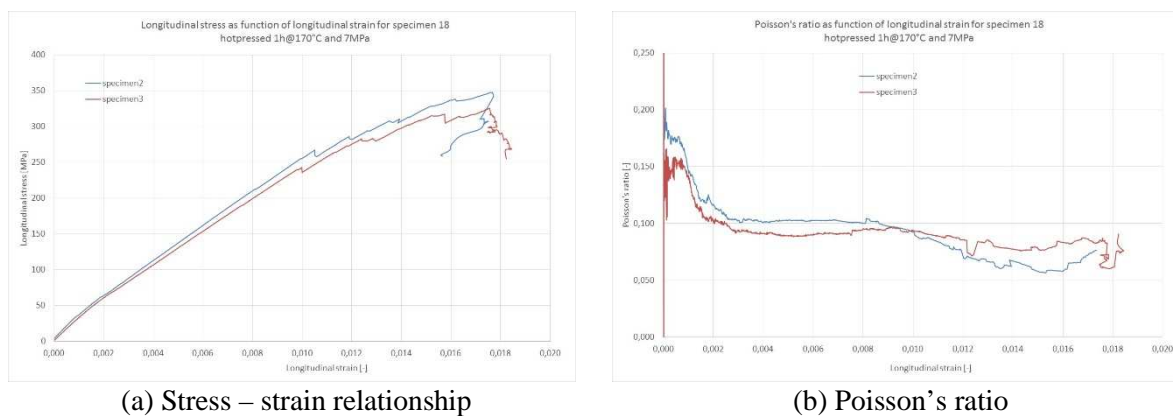 Longitudinal stress as function of longitudinal strain for specimen 18
hotpressed 1h@170°C and 7MPa
400
350
300
250
200
150
100
50
0
Longitudinal stress [MPa]
specimen2
specimen3
0,000 0,002 0,004 0,006 0,008 0,010 0,012 0,014 0,016 0,018 0,020
Longitudinal strain [-]
(a) Stress – strain relationship
Poisson's ratio as function of longitudinal strain for specimen 18
hotpressed 1h@170°C and 7MPa
0,250
0,200
0,150
0,100
0,050
0,000
Poisson's ratio [-]
specimen2
specimen3
0,000 0,002 0,004 0,006 0,008 0,010 0,012 0,014 0,016 0,018 0,020
Longitudinal strain [-]
(b) Poisson’s ratio